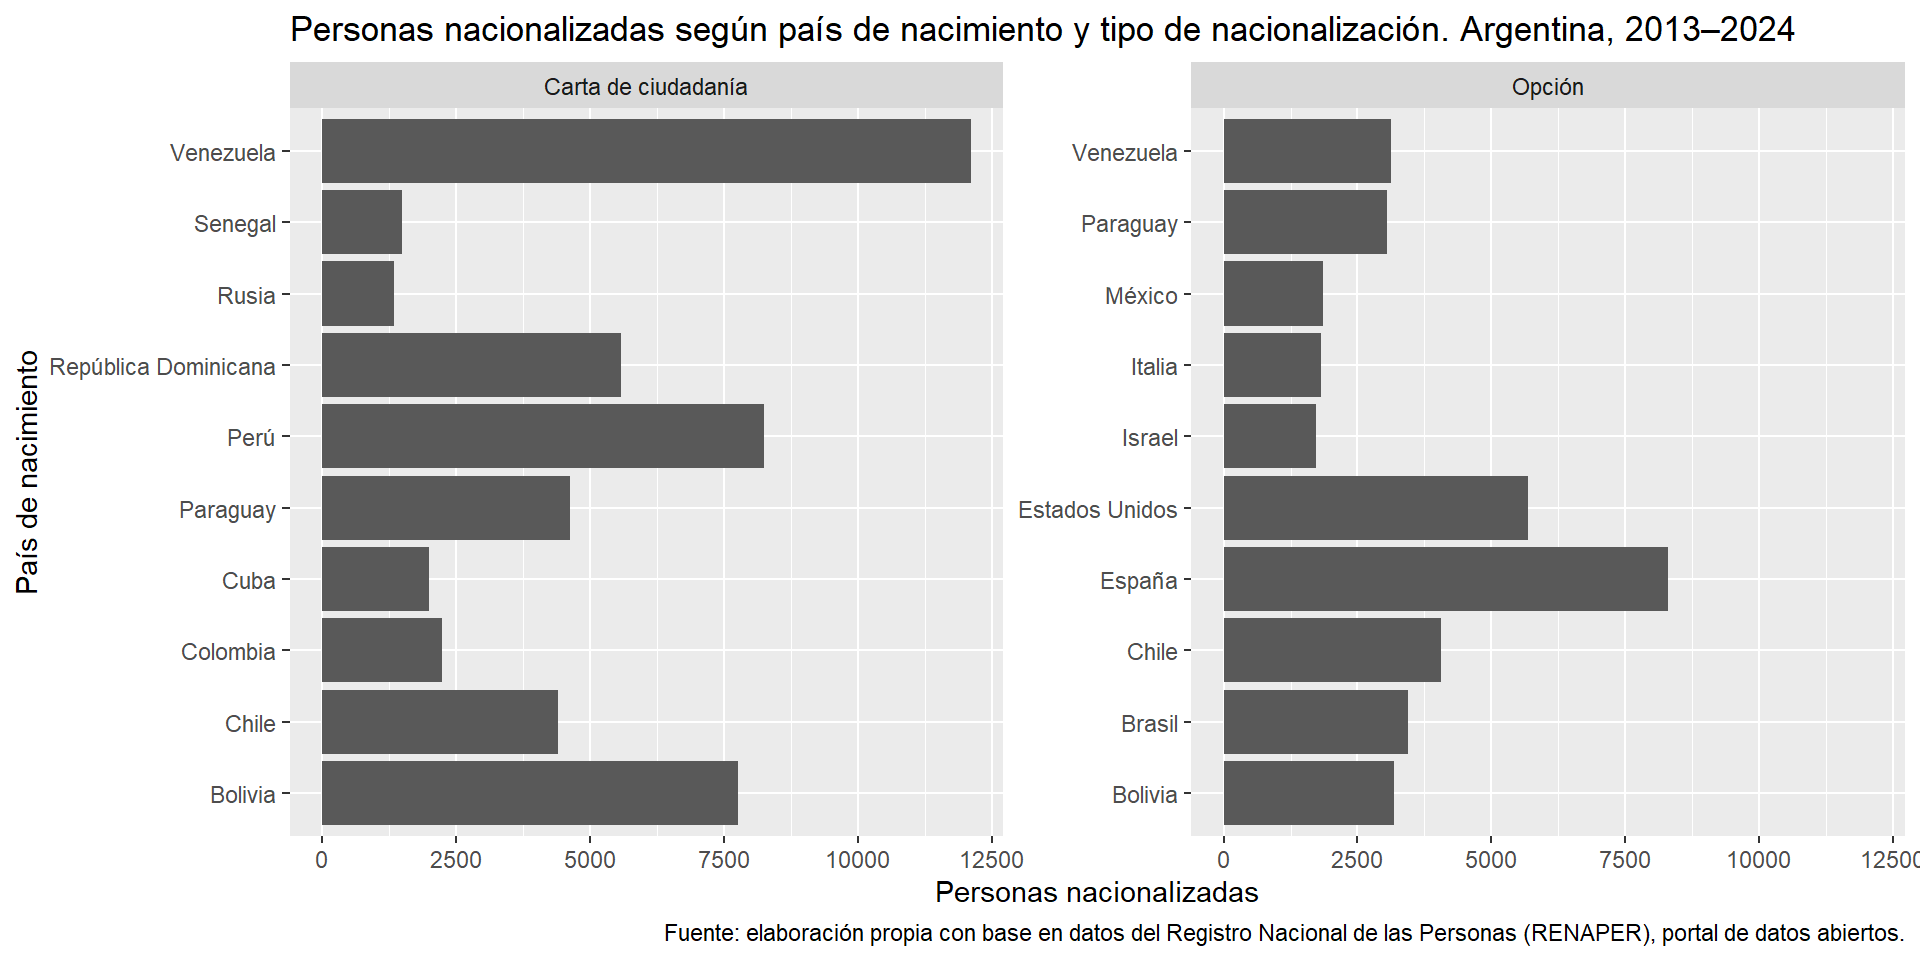 Personas nacionalizadas según país de nacimiento y tipo de nacionalización. Argentina, 2013–2024
Carta de ciudadanía
Opción
País de nacimiento
Venezuela
Senegal
Rusia
República Dominicana
Perú
Paraguay
Cuba
Colombia
Chile
Bolivia
0 2500 5000 7500 10000 12500
Venezuela
Paraguay
México
Italia
Israel
Estados Unidos
España
Chile
Brasil
Bolivia
0 2500 5000 7500 10000 12500
Personas nacionalizadas
Fuente: elaboración propia con base en datos del Registro Nacional de las Personas (RENAPER), portal de datos abiertos.